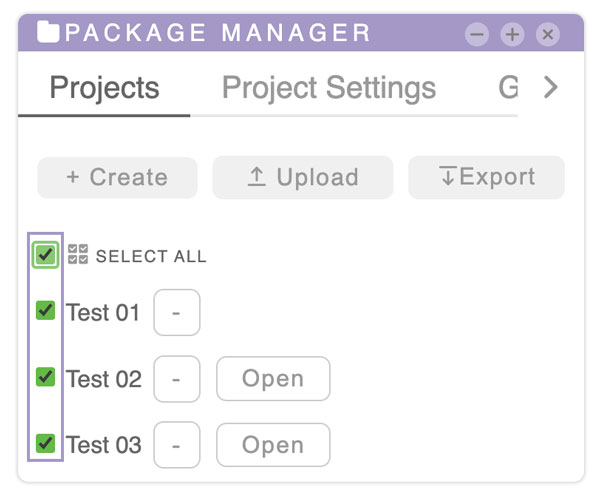 PACKAGE MANAGER
Projects Project Settings G
+ Create Upload Export
SELECT ALL
Test 01 -
Test 02 - Open
Test 03 - Open